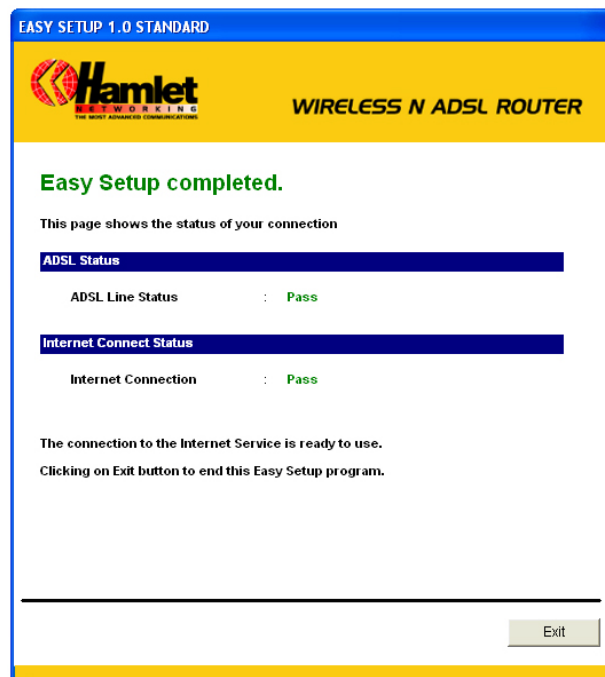 EASY SETUP 1.0 STANDARD
Hamlet
NETWORKING
THE MOST ADVANCED COMMUNICATIONS
WIRELESS N ADSL ROUTER
Easy Setup completed.
This page shows the status of your connection
ADSL Status
ADSL Line Status : Pass
Internet Connect Status
Internet Connection : Pass
The connection to the Internet Service is ready to use.
Clicking on Exit button to end this Easy Setup program.
Exit